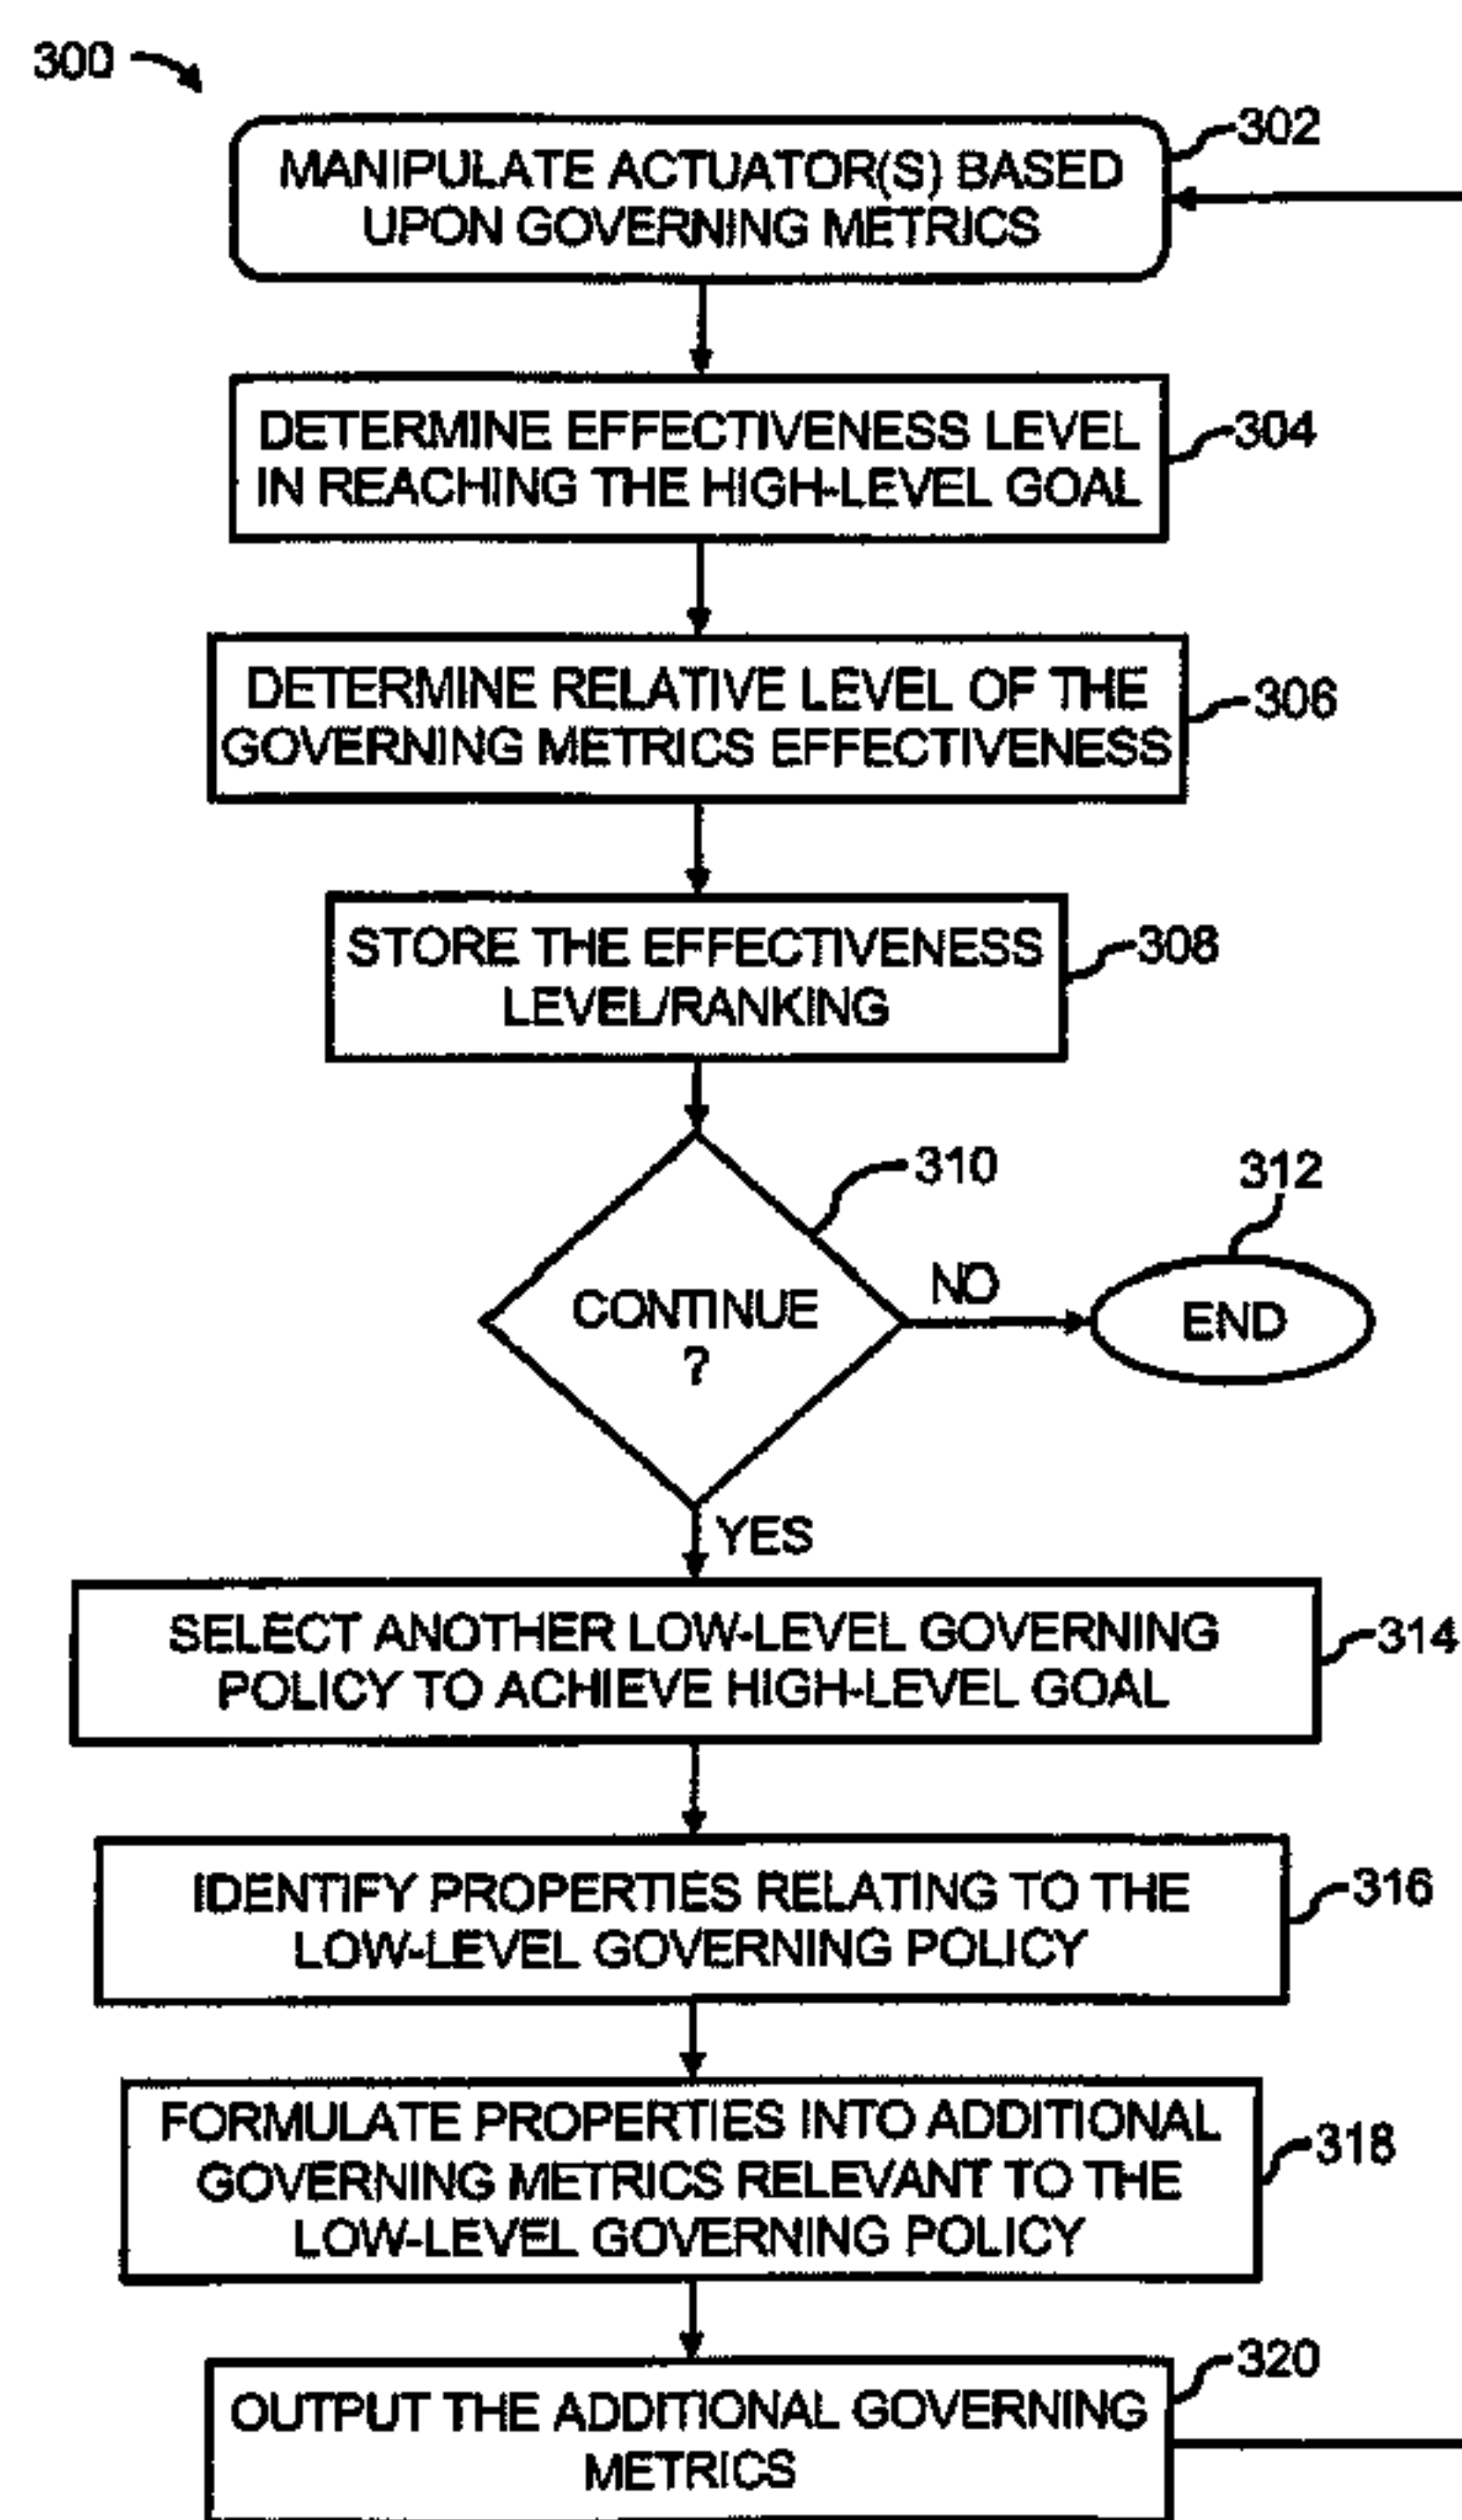 300
302
MANIPULATE ACTUATOR(S) BASED
UPON GOVERNING METRICS
304
DETERMINE EFFECTIVENESS LEVEL
IN REACHING THE HIGH-LEVEL GOAL
306
DETERMINE RELATIVE LEVEL OF THE
GOVERNING METRICS EFFECTIVENESS
308
STORE THE EFFECTIVENESS
LEVEL/RANKING
310
312
CONTINUE
?
NO
END
YES
314
SELECT ANOTHER LOW-LEVEL GOVERNING
POLICY TO ACHIEVE HIGH-LEVEL GOAL
316
IDENTIFY PROPERTIES RELATING TO THE
LOW-LEVEL GOVERNING POLICY
318
FORMULATE PROPERTIES INTO ADDITIONAL
GOVERNING METRICS RELEVANT TO THE
LOW-LEVEL GOVERNING POLICY
320
OUTPUT THE ADDITIONAL GOVERNING
METRICS